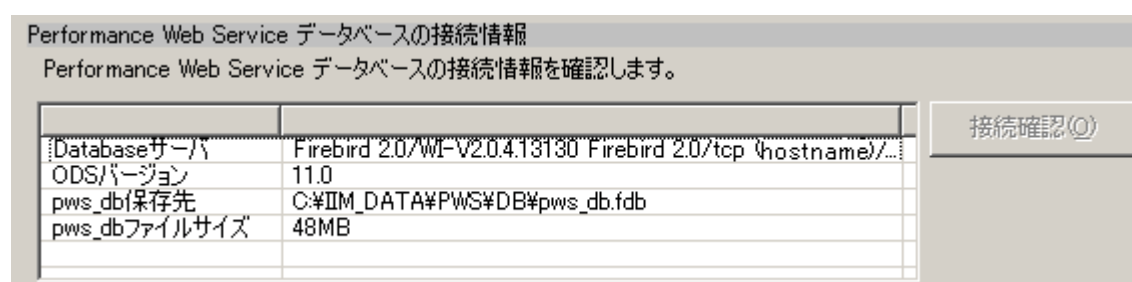 Performance Web Service データベースの接続情報
Performance Web Service データベースの接続情報を確認します。
接続確認(O)
Databaseサーバ Firebird 2.0/WI-V2.0.4.13130 Firebird 2.0/tcp (hostname)/...
ODSバージョン 11.0
pws_db保存先 C:¥IIM_DATA¥PWS¥DB¥pws_db.fdb
pws_dbファイルサイズ 48MB